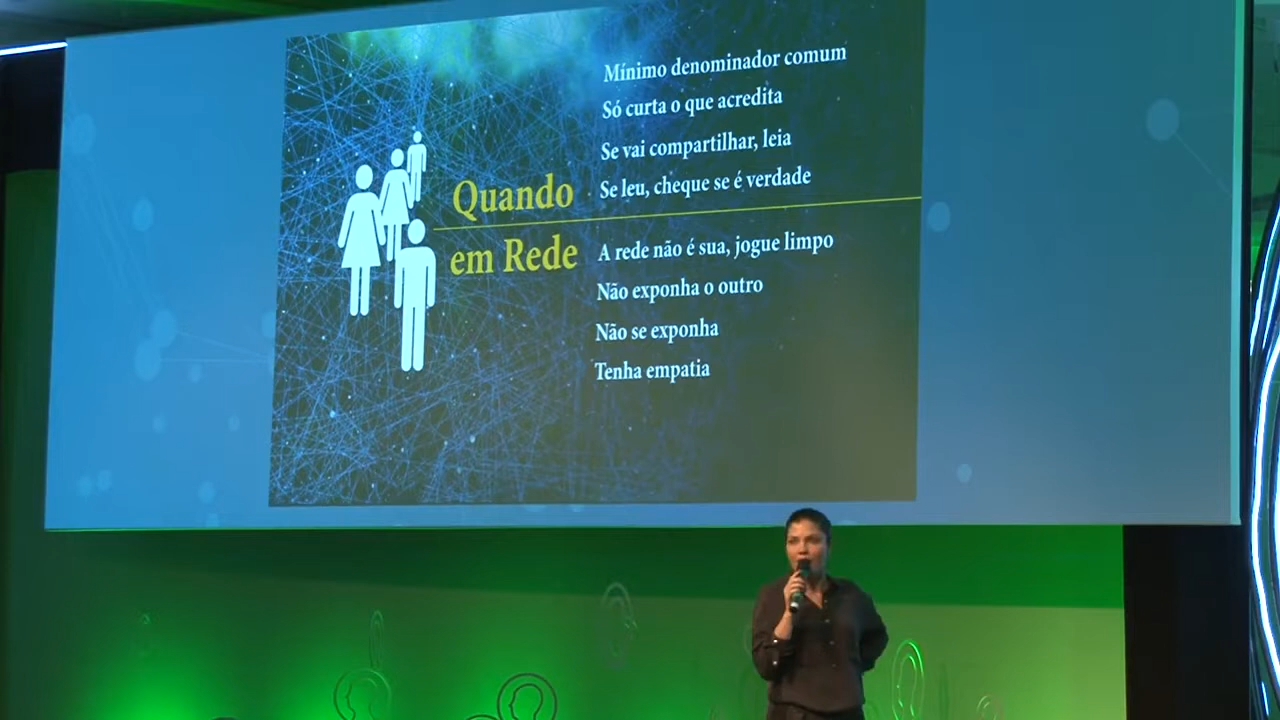 Quando
em Rede
Mínimo denominador comum
Só curta o que acredita
Se vai compartilhar, leia
Se leu, cheque se é verdade
A rede não é sua, jogue limpo
Não exponha o outro
Não se exponha
Tenha empatia